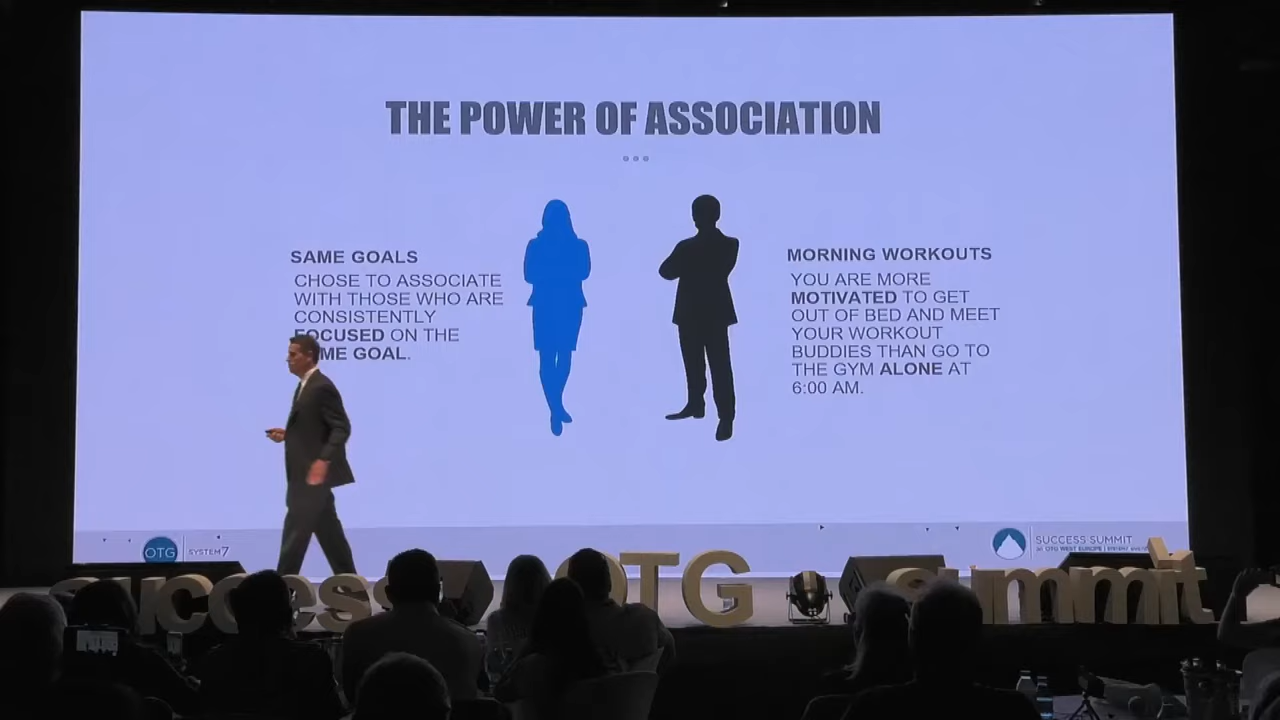 THE POWER OF ASSOCIATION
SAME GOALS
CHOSE TO ASSOCIATE
WITH THOSE WHO ARE
CONSISTENTLY
FOCUSED ON THE
ME GOAL.
MORNING WORKOUTS
YOU ARE MORE
MOTIVATED TO GET
OUT OF BED AND MEET
YOUR WORKOUT
BUDDIES THAN GO TO
THE GYM ALONE AT
6:00 AM.
OTG SYSTEM7
SUCCESS SUMMIT
success OTG summit